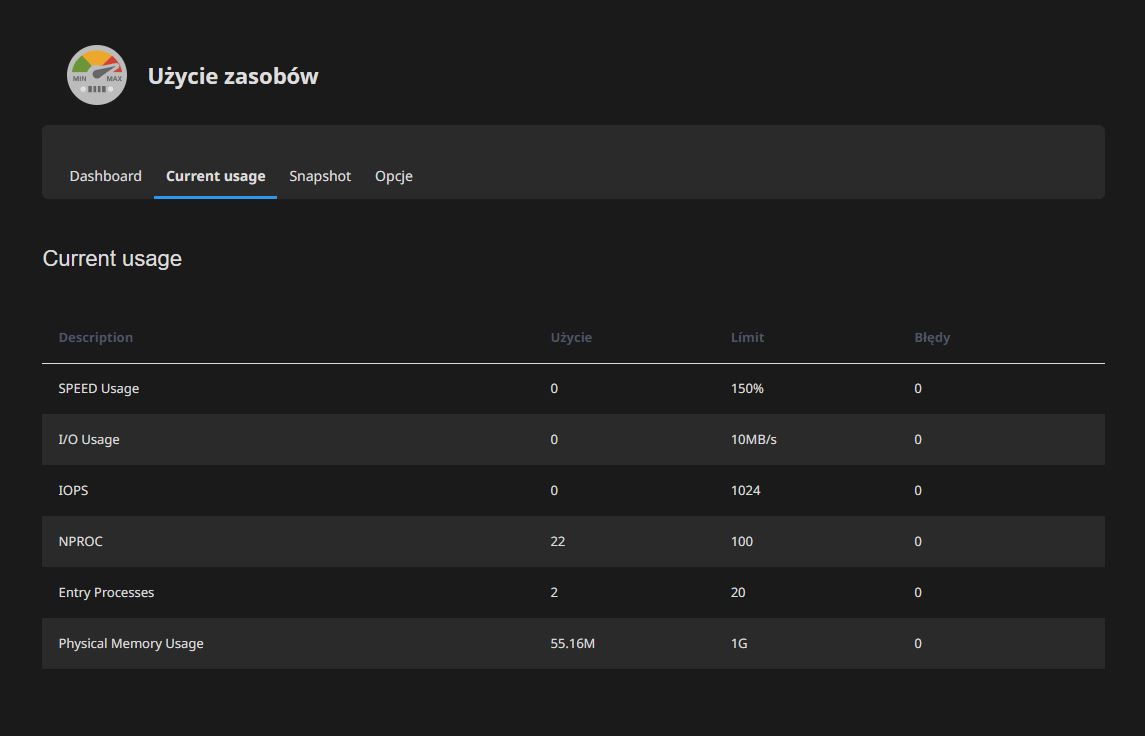 MIN MAX
Użycie zasobów
Dashboard Current usage Snapshot Opcje
Current usage
Description Użycie Límit Błędy
SPEED Usage 0 150% 0
I/O Usage 0 10MB/s 0
IOPS 0 1024 0
NPROC 22 100 0
Entry Processes 2 20 0
Physical Memory Usage 55.16M 1G 0